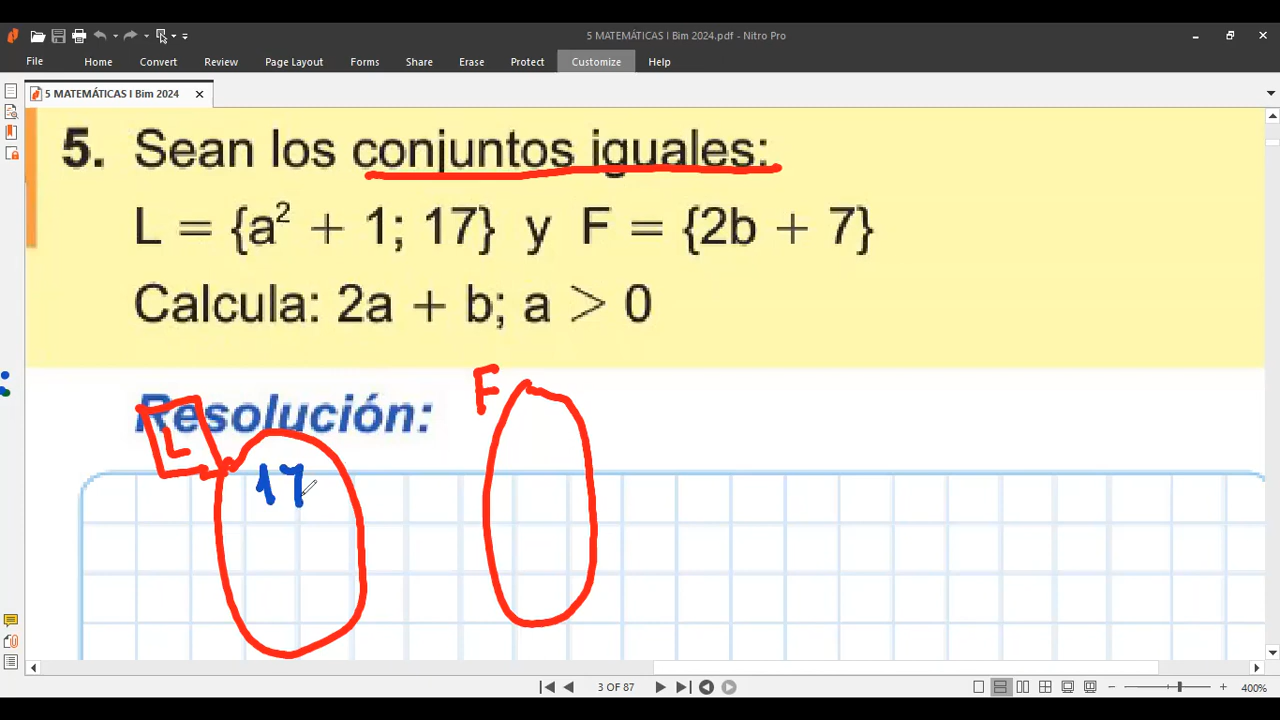 5 MATEMÁTICAS I Bim 2024.pdf - Nitro Pro
File Home Convert Review Page Layout Forms Share Erase Protect Customize Help
5 MATEMÁTICAS I Bim 2024
5. Sean los conjuntos iguales:
L = {a² + 1; 17} y F = {2b + 7}
Calcula: 2a + b; a > 0
Resolución:
F
L
17
3 OF 87
400%